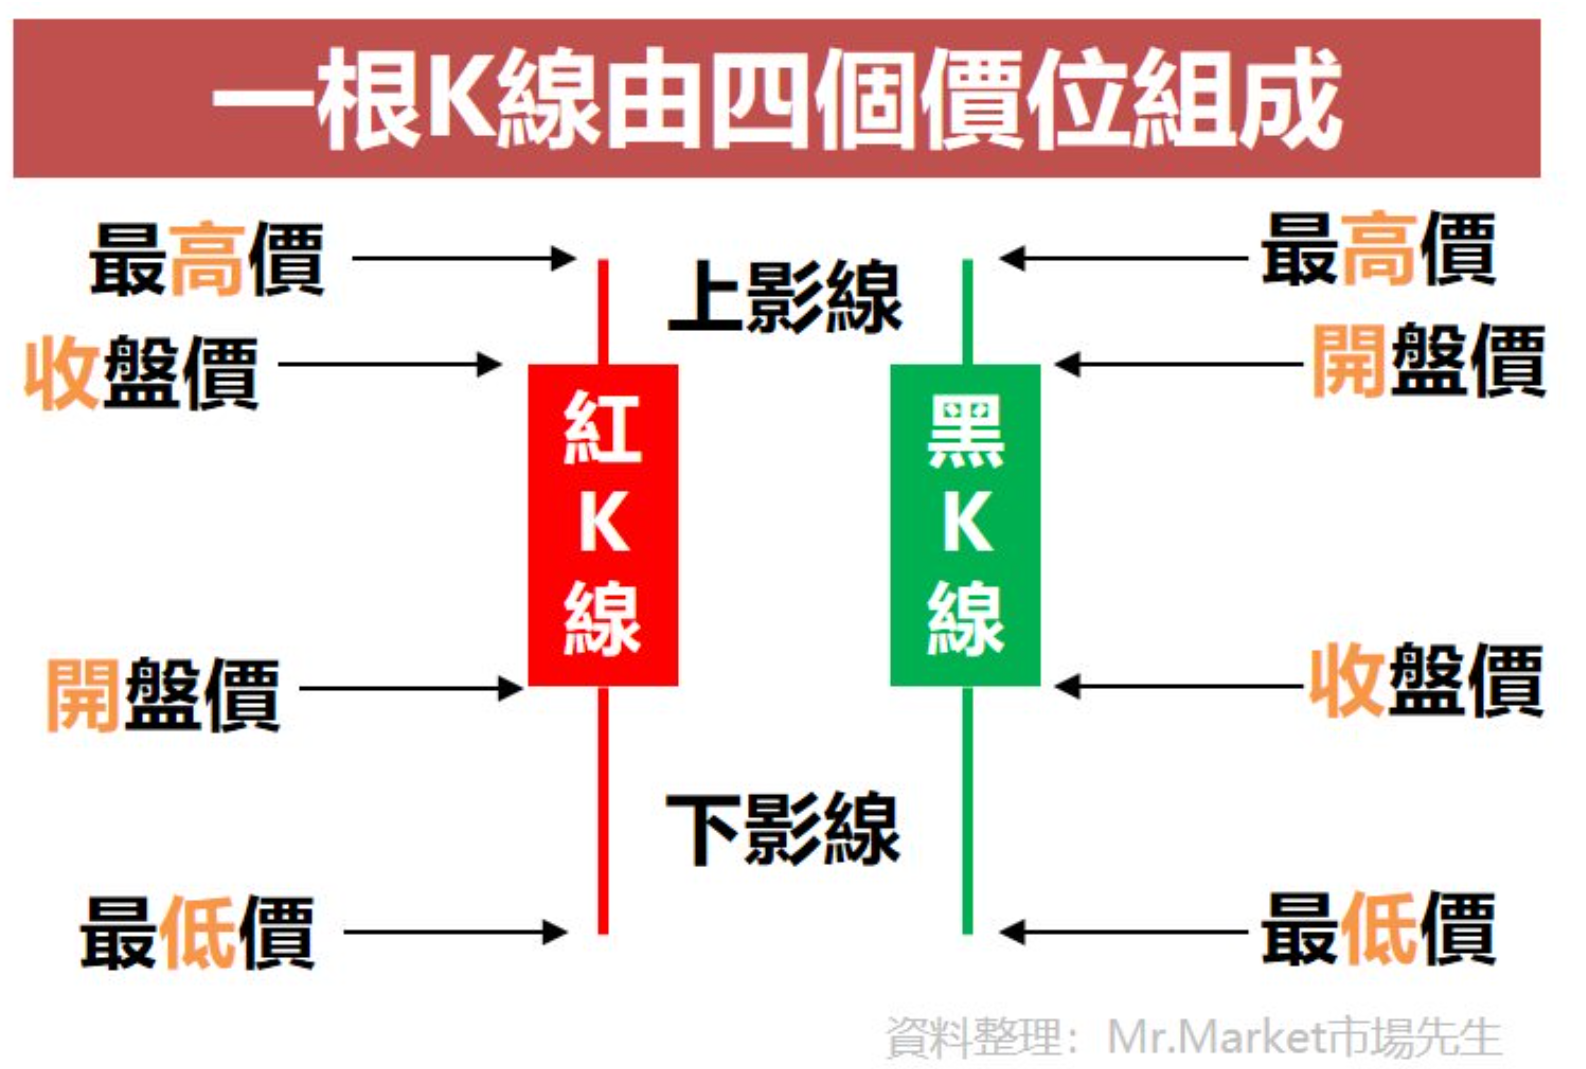 一根K線由四個價位組成
最高價
上影線
最高價
收盤價
開盤價
紅K線
黑K線
開盤價
收盤價
下影線
最低價
最低價
資料整理：Mr.Market市場先生